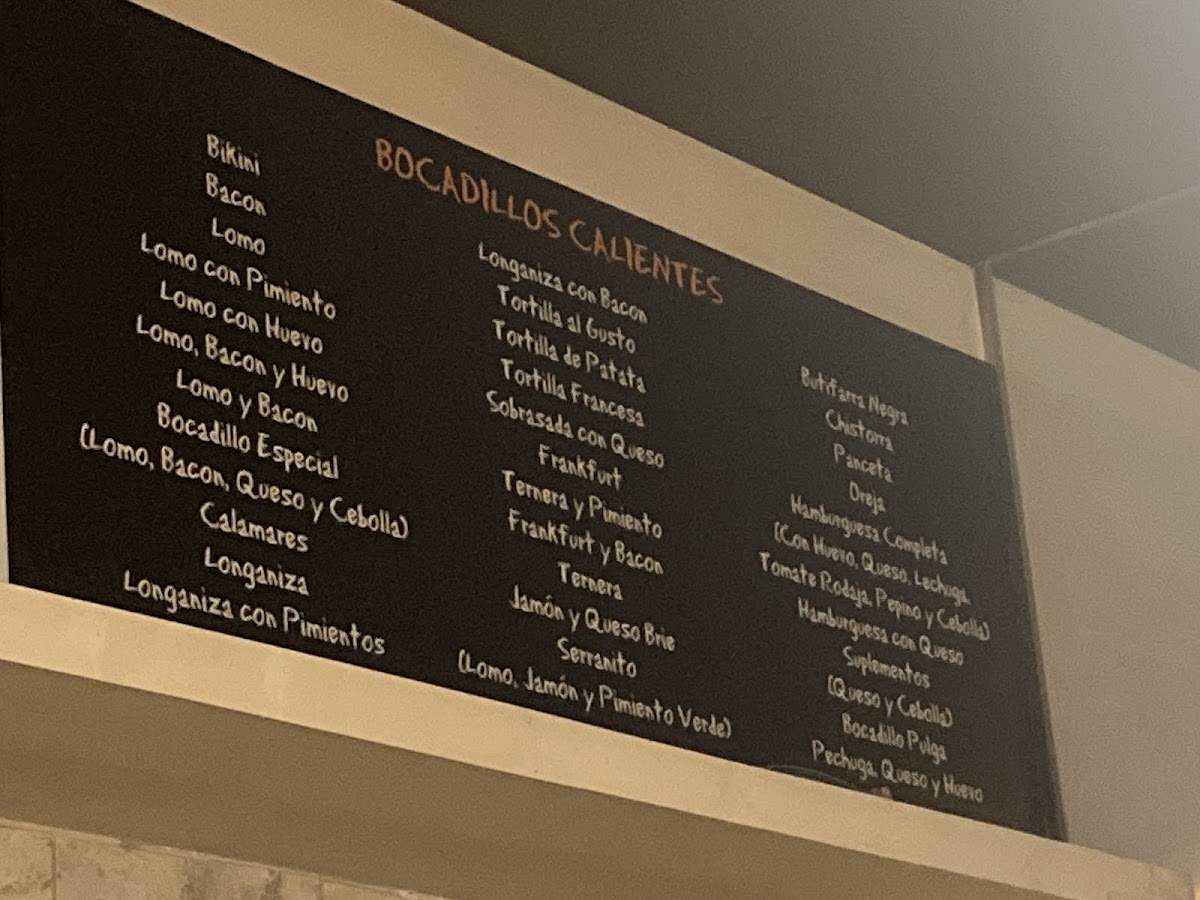 BOCADILLOS CALIENTES
Bikini
Bacon
Lomo
Lomo con Pimiento
Lomo con Huevo
Lomo, Bacon y Huevo
Lomo y Bacon
Bocadillo Especial
(Lomo, Bacon, Queso y Cebolla)
Calamares
Longaniza
Longaniza con Pimientos
Longaniza con Bacon
Tortilla al Gusto
Tortilla de Patata
Tortilla Francesa
Sobrasada con Queso
Frankfurt
Ternera y Pimiento
Frankfurt y Bacon
Ternera
Jamón y Queso Brie
Serranito
(Lomo, Jamón y Pimiento Verde)
Butifarra Negra
Chistorra
Panceta
Oreja
Hamburguesa Completa
(Con Huevo, Queso, Lechuga,
Tomate Rodaja, Pepino y Cebolla)
Hamburguesa con Queso
Suplementos
(Queso y Cebolla)
Bocadillo Pulga
Pechuga, Queso y Huevo